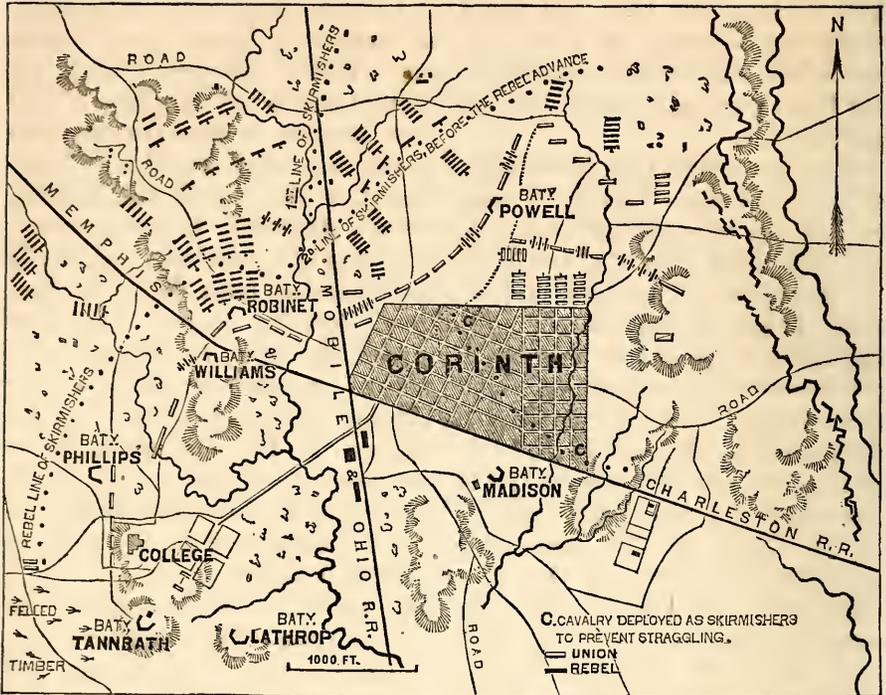 ROAD
N
1ST LINE OF SKIRMISHERS
2D LINE OF SKIRMISHERS, BEFORE THE REBEL ADVANCE
ROAD
MEMPHIS
BATY.
POWELL
BATY.
ROBINET
MOBILE & OHIO R.R.
C
CORINTH
BATY.
WILLIAMS
REBEL LINE OF SKIRMISHERS
ROAD
BATY.
PHILLIPS
C
BATY.
MADISON
CHARLESTON R.R.
COLLEGE
FELLED
TIMBER
BATY.
TANNRATH
BATY.
LATHROP
1000 FT.
ROAD
C. CAVALRY DEPLOYED AS SKIRMISHERS
TO PREVENT STRAGGLING.
UNION
REBEL